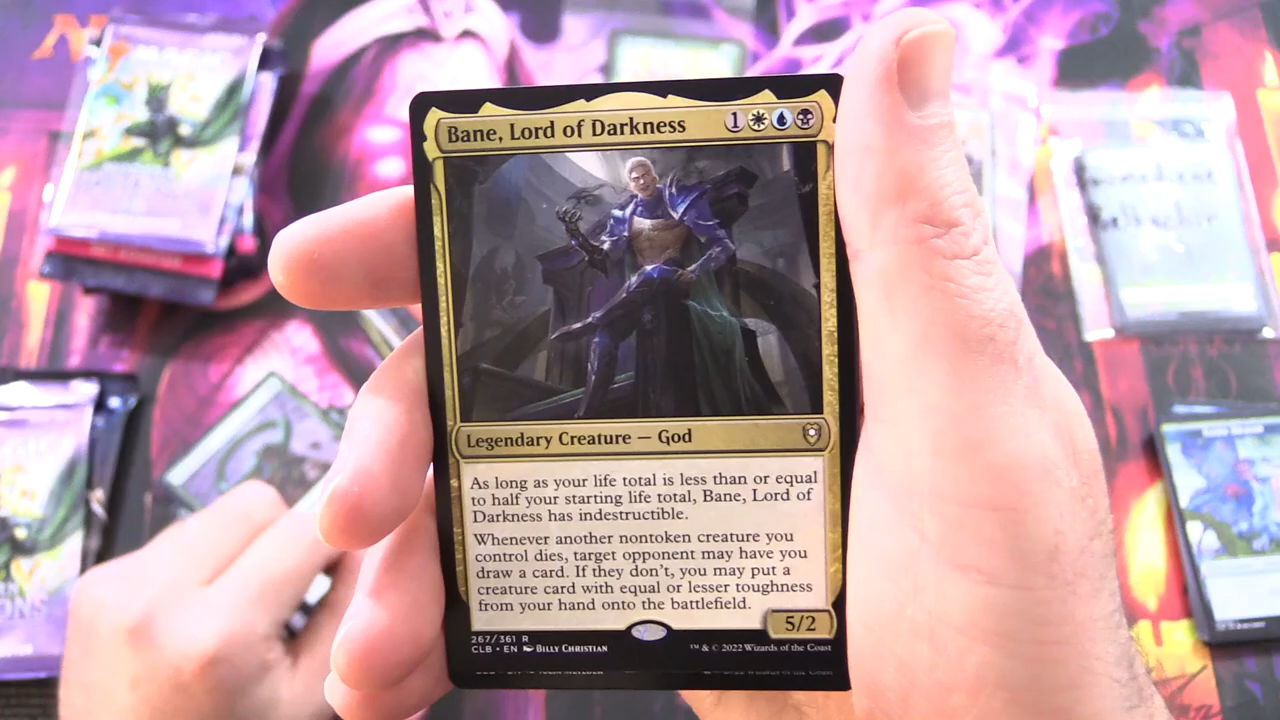 Bane, Lord of Darkness 1
Legendary Creature — God
As long as your life total is less than or equal
to half your starting life total, Bane, Lord of
Darkness has indestructible.
Whenever another nontoken creature you
control dies, target opponent may have you
draw a card. If they don't, you may put a
creature card with equal or lesser toughness
from your hand onto the battlefield.
5/2
267/361 R
CLB • EN Billy Christian
™ & © 2022 Wizards of the Coast